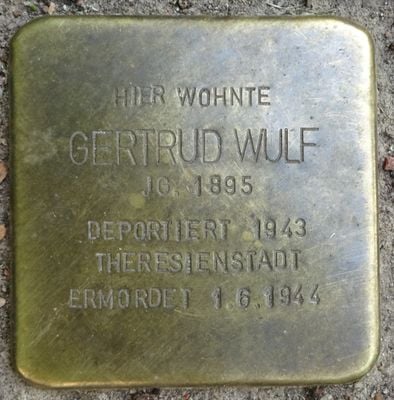 HIER WOHNTE
GERTRUD WULF
JG. 1895
DEPORTIERT 1943
THERESIENSTADT
ERMORDET 1.6.1944